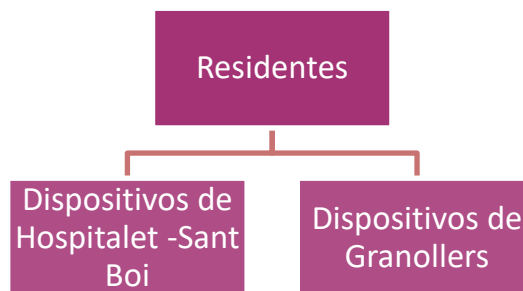 Residentes
Dispositivos de
Hospitalet -Sant
Boi
Dispositivos de
Granollers